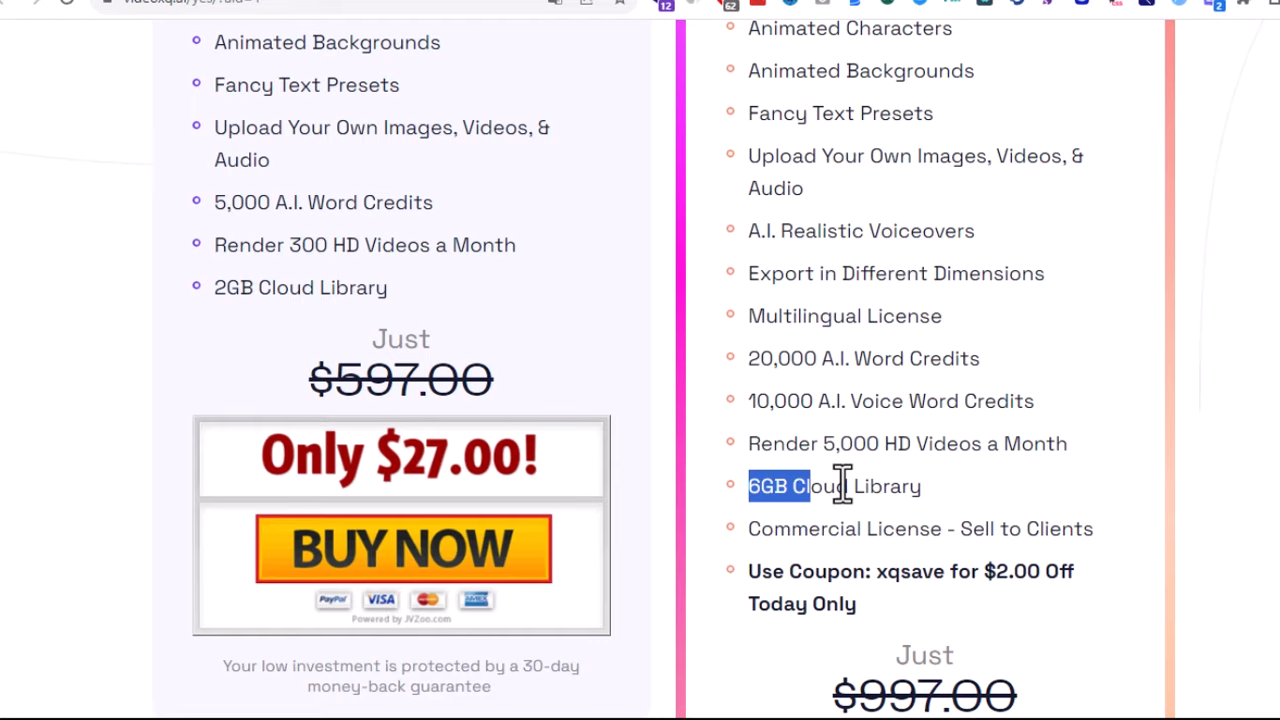 Animated Backgrounds
Fancy Text Presets
Upload Your Own Images, Videos, &
Audio
5,000 A.I. Word Credits
Render 300 HD Videos a Month
2GB Cloud Library
Just
$597.00
Only $27.00!
BUY NOW
PayPal VISA MasterCard AMEX
Powered by JVZoo.com
Your low investment is protected by a 30-day
money-back guarantee
Animated Characters
Animated Backgrounds
Fancy Text Presets
Upload Your Own Images, Videos, &
Audio
A.I. Realistic Voiceovers
Export in Different Dimensions
Multilingual License
20,000 A.I. Word Credits
10,000 A.I. Voice Word Credits
Render 5,000 HD Videos a Month
6GB Cloud Library
Commercial License - Sell to Clients
Use Coupon: xqsave for $2.00 Off
Today Only
Just
$997.00